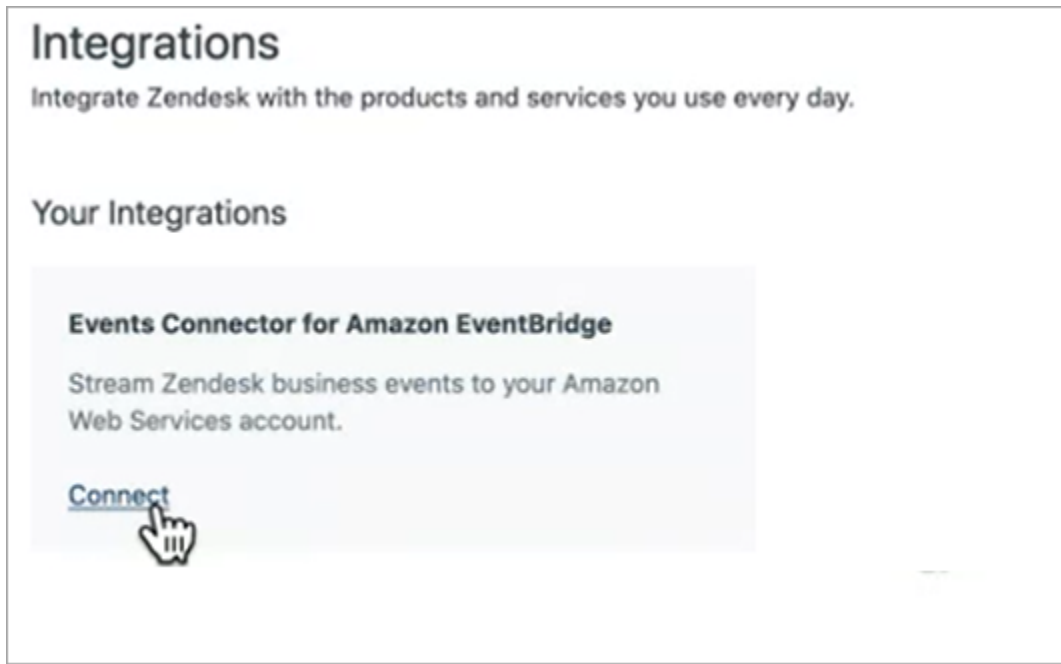 Integrations
Integrate Zendesk with the products and services you use every day.
Your Integrations
Events Connector for Amazon EventBridge
Stream Zendesk business events to your Amazon
Web Services account.
Connect